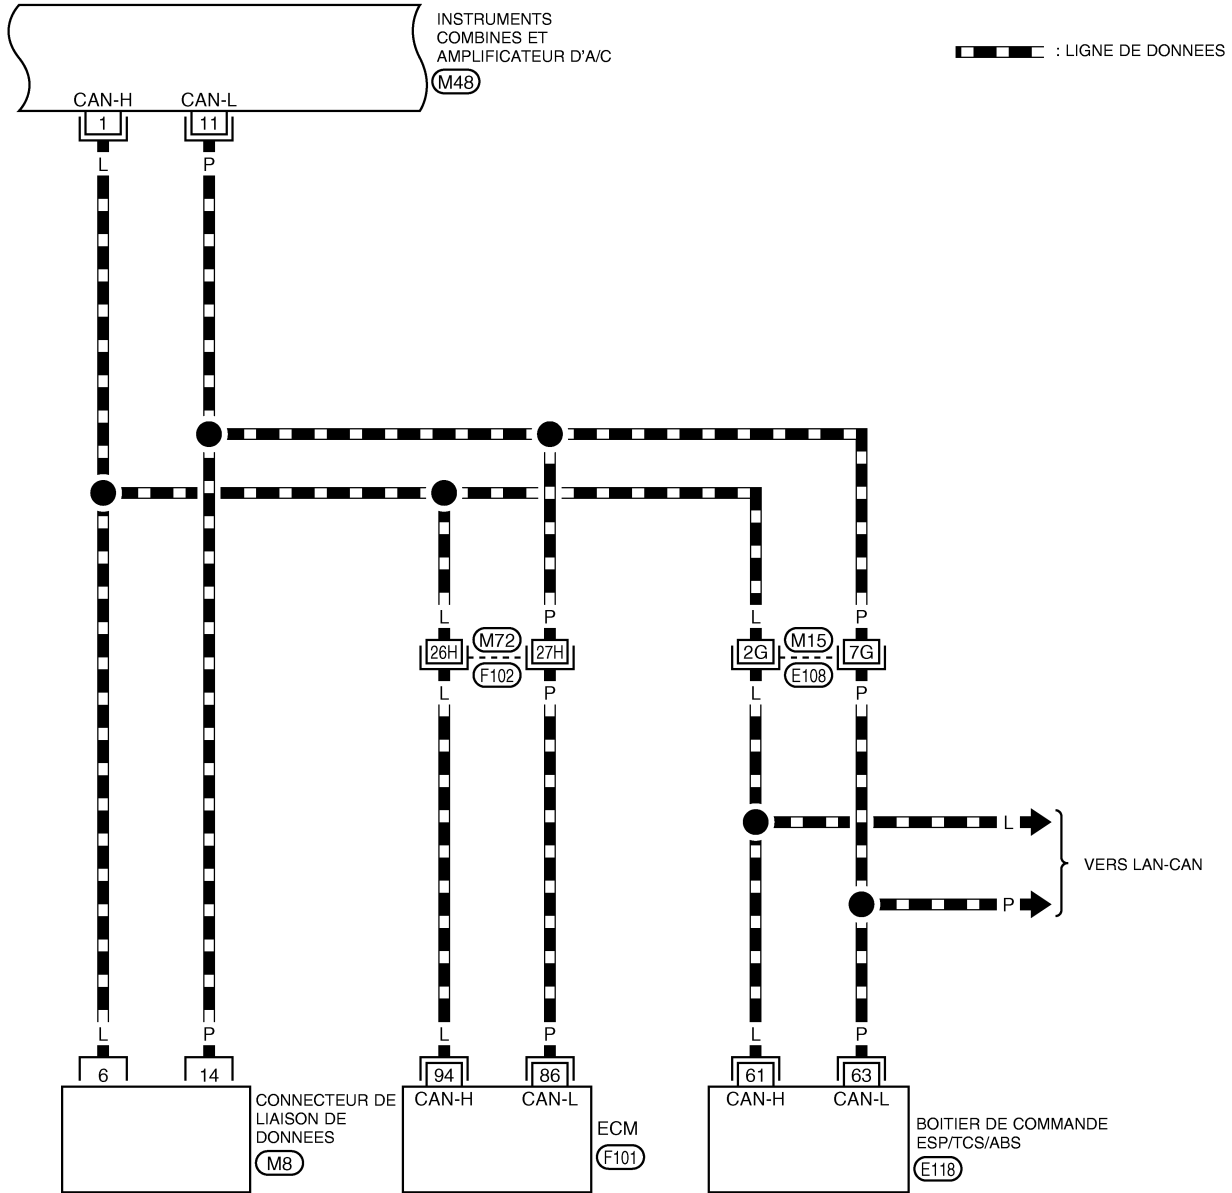 INSTRUMENTS
COMBINES ET
AMPLIFICATEUR D'A/C
M48
: LIGNE DE DONNEES
CAN-H CAN-L
1 11
L P
L P L P
26H M72 27H 2G M15 7G
F102 E108
L P L P
L
VERS LAN-CAN
P
L P L P L P
6 14 94 86 61 63
CAN-H CAN-L CAN-H CAN-L
CONNECTEUR DE
LIAISON DE
DONNEES
M8
ECM
F101
BOITIER DE COMMANDE
ESP/TCS/ABS
E118